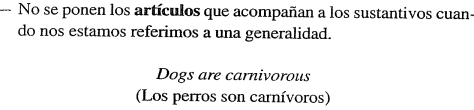 — No se ponen los artículos que acompañan a los sustantivos cuan-
do nos estamos referimos a una generalidad.
Dogs are carnivorous
(Los perros son carnívoros)